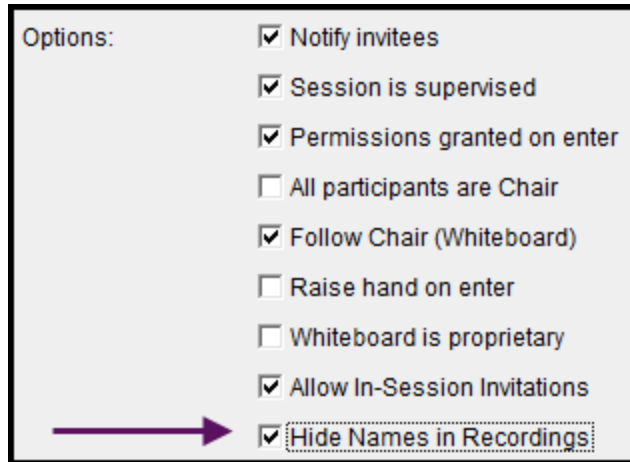 Options:
Notify invitees
Session is supervised
Permissions granted on enter
All participants are Chair
Follow Chair (Whiteboard)
Raise hand on enter
Whiteboard is proprietary
Allow In-Session Invitations
Hide Names in Recordings